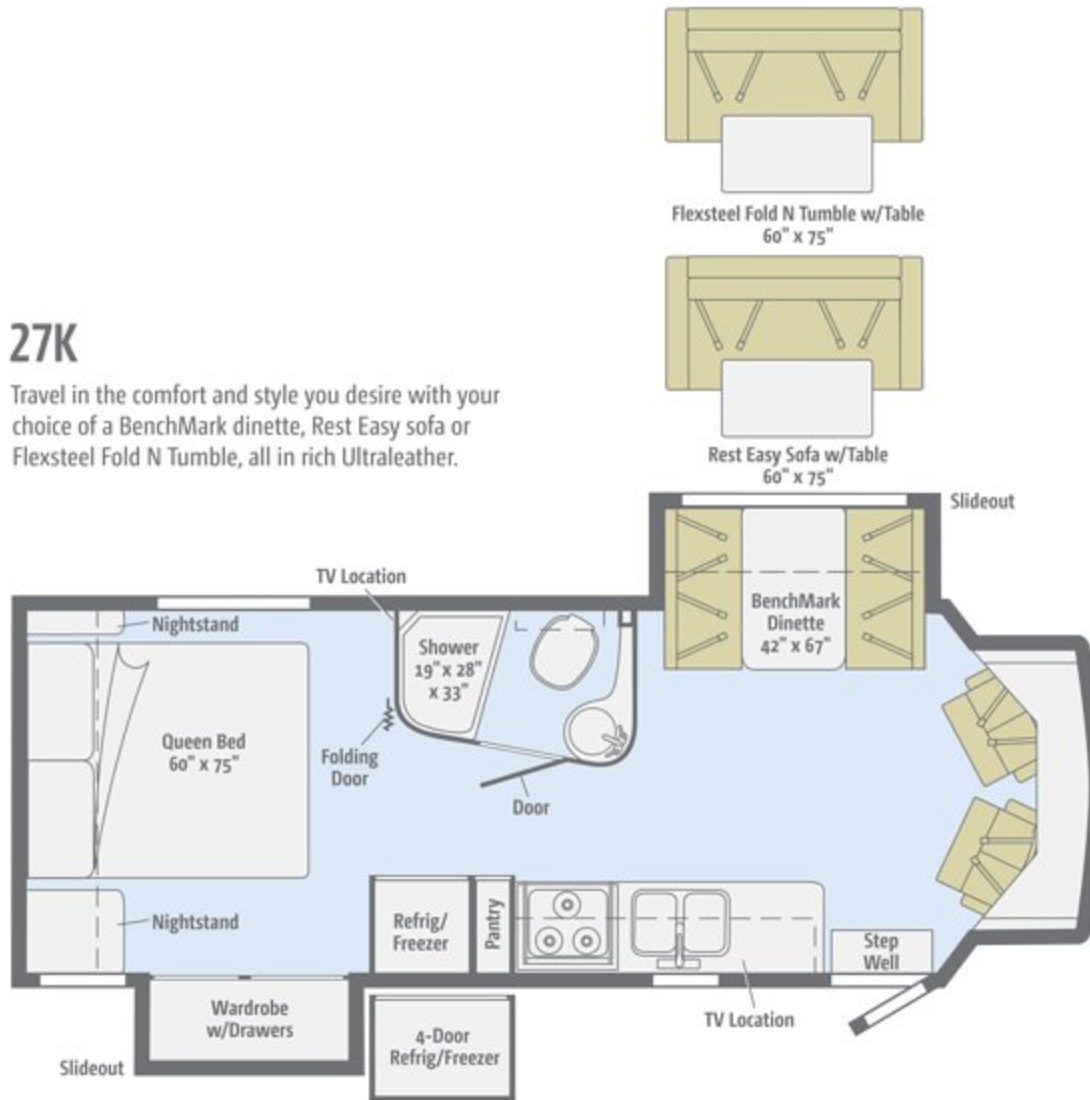 Flexsteel Fold N Tumble w/Table
60" x 75"
Rest Easy Sofa w/Table
60" x 75"
27K
Travel in the comfort and style you desire with your
choice of a BenchMark dinette, Rest Easy sofa or
Flexsteel Fold N Tumble, all in rich Ultraleather.
Slideout
TV Location
Nightstand
Shower
19" x 28"
x 33"
BenchMark
Dinette
42" x 67"
Queen Bed
60" x 75"
Folding
Door
Door
Nightstand
Refrig/
Freezer
Pantry
Step
Well
Wardrobe
w/Drawers
TV Location
4-Door
Refrig/Freezer
Slideout